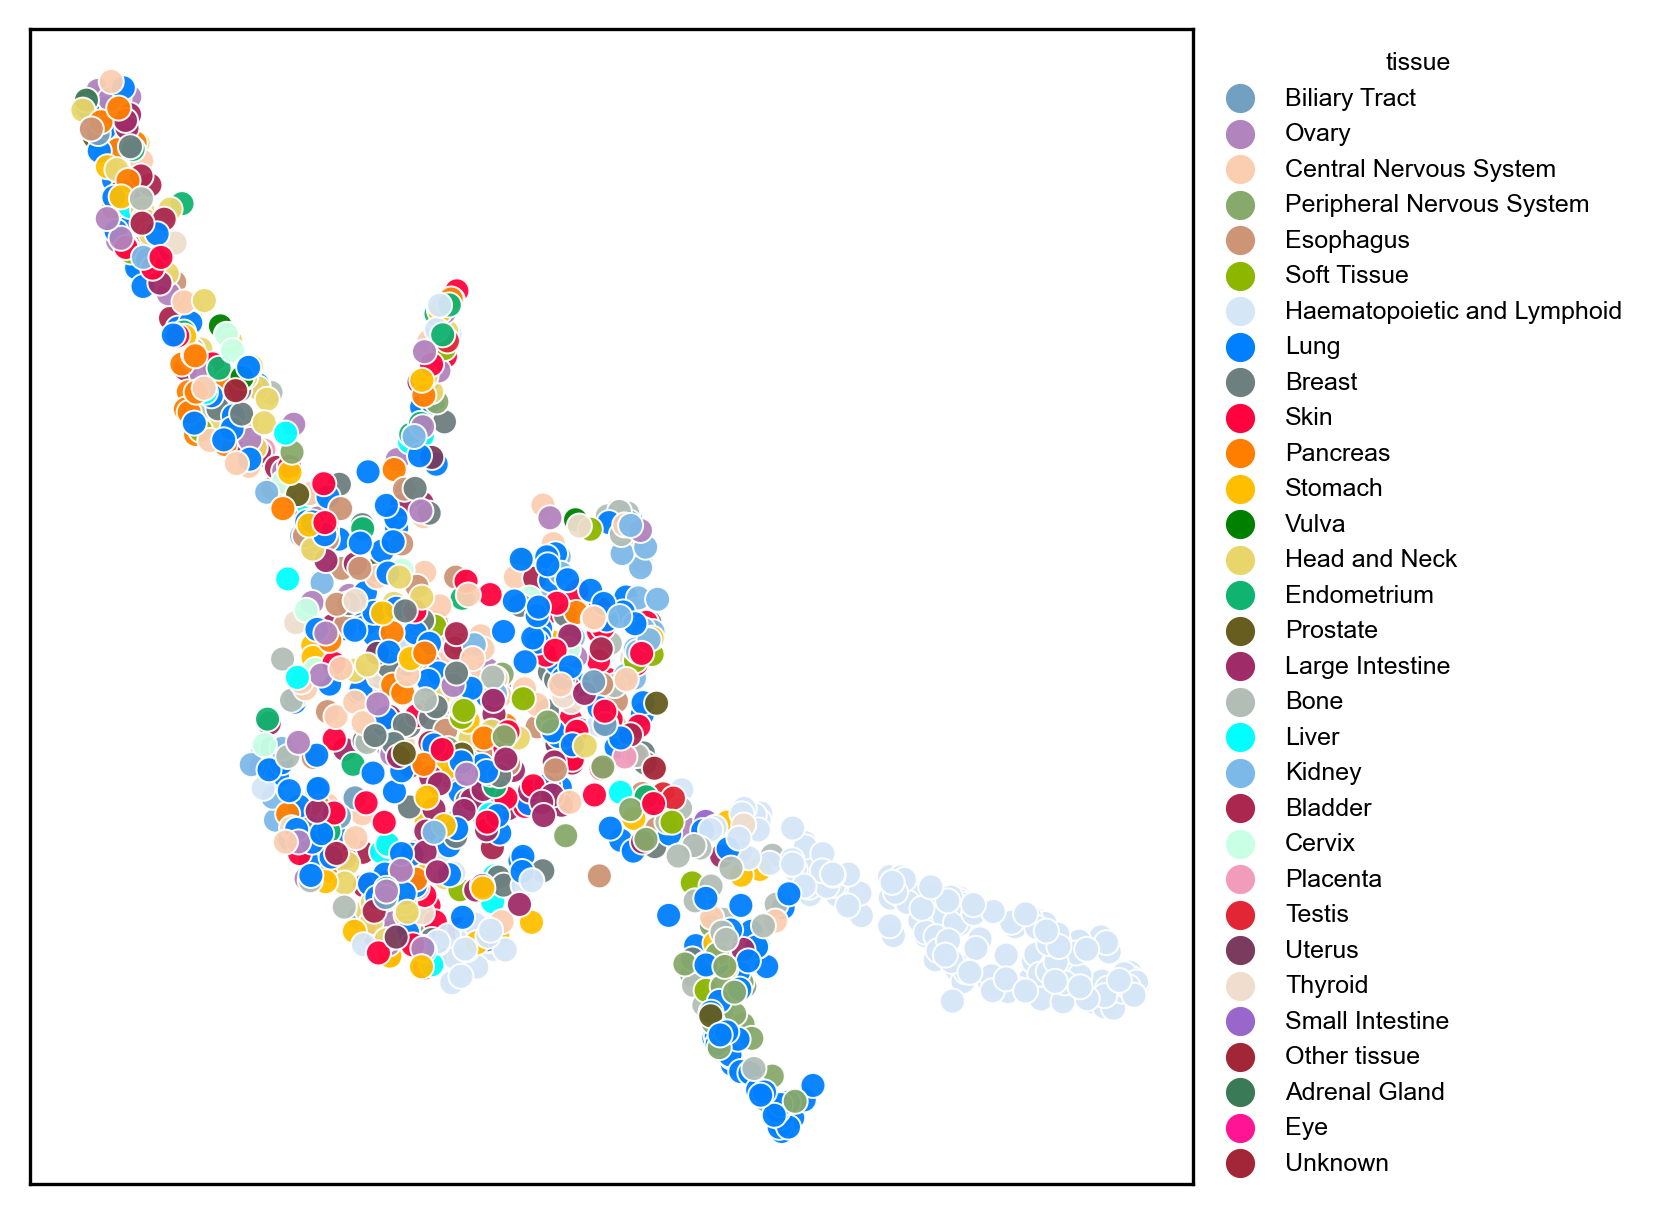 tissue
Biliary Tract
Ovary
Central Nervous System
Peripheral Nervous System
Esophagus
Soft Tissue
Haematopoietic and Lymphoid
Lung
Breast
Skin
Pancreas
Stomach
Vulva
Head and Neck
Endometrium
Prostate
Large Intestine
Bone
Liver
Kidney
Bladder
Cervix
Placenta
Testis
Uterus
Thyroid
Small Intestine
Other tissue
Adrenal Gland
Eye
Unknown